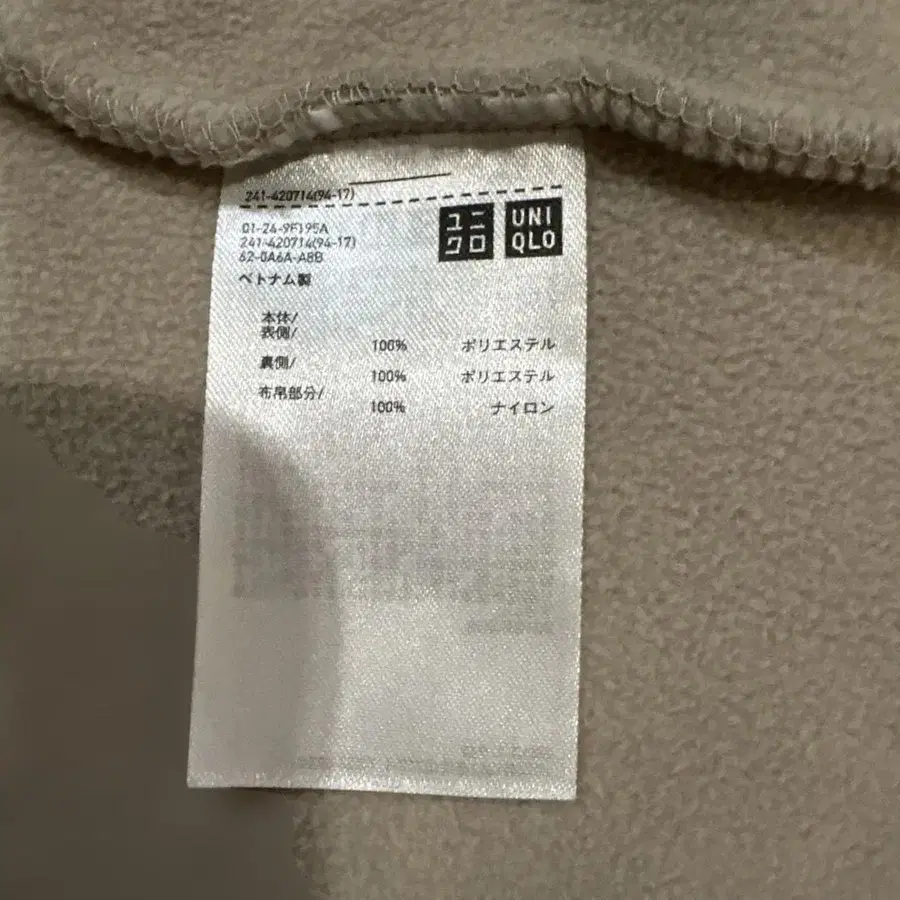 241-420714(94-17)
01-24-9F195A
241-420714(94-17)
62-0A6A-A8B
ユニ
クロ
UNI
QLO
ベトナム製
本体/
表側/
100% ポリエステル
裏側/
100% ポリエステル
布帛部分/
100% ナイロン